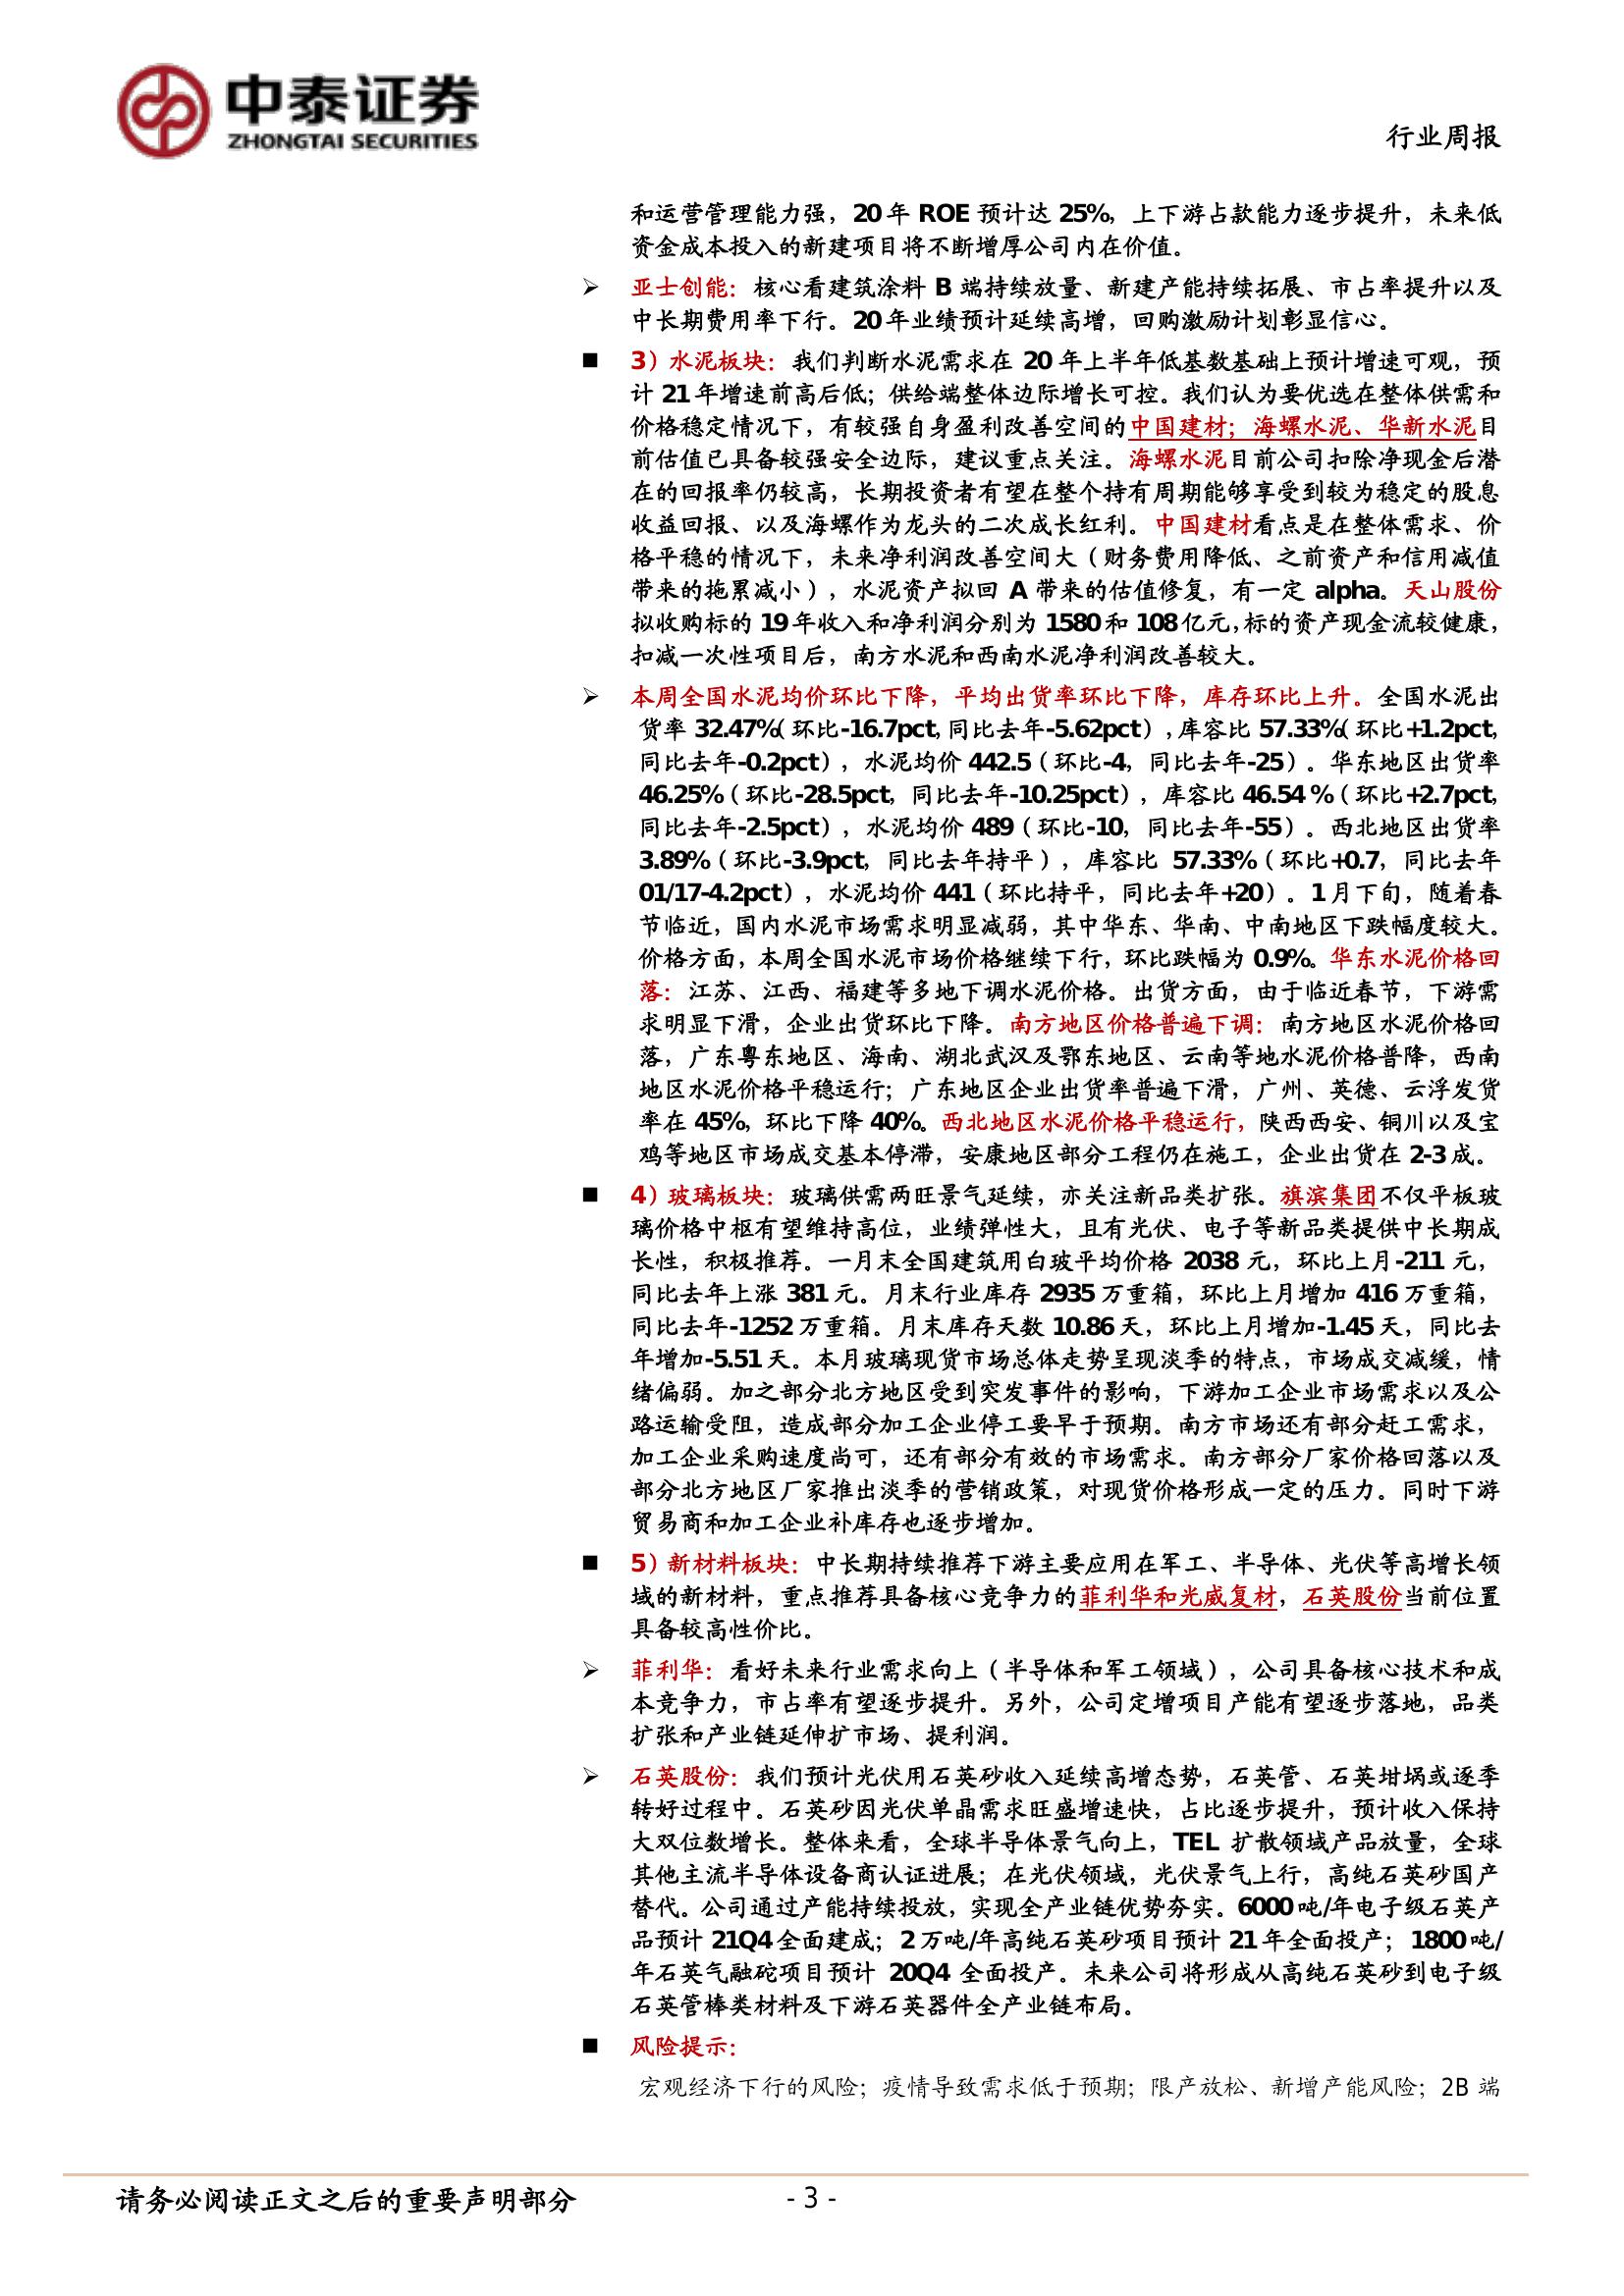 中泰证券
ZHONGTAI SECURITIES
行业周报
和运营管理能力强，20年 ROE 预计达 25%，上下游占款能力逐步提升，未来低
资金成本投入的新建项目将不断增厚公司内在价值。
➢ 亚士创能：核心看建筑涂料 B 端持续放量、新建产能持续拓展、市占率提升以及
中长期费用率下行。20年业绩预计延续高增，回购激励计划彰显信心。
■ 3）水泥板块：我们判断水泥需求在 20 年上半年低基数基础上预计增速可观，预
计 21年增速前高后低；供给端整体边际增长可控。我们认为要优选在整体供需和
价格稳定情况下，有较强自身盈利改善空间的中国建材；海螺水泥、华新水泥目
前估值已具备较强安全边际，建议重点关注。海螺水泥目前公司扣除净现金后潜
在的回报率仍较高，长期投资者有望在整个持有周期能够享受到较为稳定的股息
收益回报、以及海螺作为龙头的二次成长红利。中国建材看点是在整体需求、价
格平稳的情况下，未来净利润改善空间大（财务费用降低、之前资产和信用减值
带来的拖累减小），水泥资产拟回 A 带来的估值修复，有一定 alpha。天山股份
拟收购标的 19年收入和净利润分别为 1580和 108亿元，标的资产现金流较健康，
扣减一次性项目后，南方水泥和西南水泥净利润改善较大。
➢ 本周全国水泥均价环比下降，平均出货率环比下降，库存环比上升。全国水泥出
货率 32.47%（环比-16.7pct，同比去年-5.62pct），库容比 57.33%（环比+1.2pct，
同比去年-0.2pct），水泥均价 442.5（环比-4，同比去年-25）。华东地区出货率
46.25%（环比-28.5pct，同比去年-10.25pct），库容比 46.54 %（环比+2.7pct，
同比去年-2.5pct），水泥均价 489（环比-10，同比去年-55）。西北地区出货率
3.89%（环比-3.9pct，同比去年持平），库容比 57.33%（环比+0.7，同比去年
01/17-4.2pct），水泥均价 441（环比持平，同比去年+20）。1月下旬，随着春
节临近，国内水泥市场需求明显减弱，其中华东、华南、中南地区下跌幅度较大。
价格方面，本周全国水泥市场价格继续下行，环比跌幅为 0.9%。华东水泥价格回
落：江苏、江西、福建等多地下调水泥价格。出货方面，由于临近春节，下游需
求明显下滑，企业出货环比下降。南方地区价格普遍下调：南方地区水泥价格回
落，广东粤东地区、海南、湖北武汉及鄂东地区、云南等地水泥价格普降，西南
地区水泥价格平稳运行；广东地区企业出货率普遍下滑，广州、英德、云浮发货
率在 45%，环比下降 40%。西北地区水泥价格平稳运行，陕西西安、铜川以及宝
鸡等地区市场成交基本停滞，安康地区部分工程仍在施工，企业出货在 2-3成。
■ 4）玻璃板块：玻璃供需两旺景气延续，亦关注新品类扩张。旗滨集团不仅平板玻
璃价格中枢有望维持高位，业绩弹性大，且有光伏、电子等新品类提供中长期成
长性，积极推荐。一月末全国建筑用白玻平均价格 2038 元，环比上月-211 元，
同比去年上涨 381元。月末行业库存 2935万重箱，环比上月增加 416万重箱，
同比去年-1252万重箱。月末库存天数 10.86天，环比上月增加-1.45天，同比去
年增加-5.51天。本月玻璃现货市场总体走势呈现淡季的特点，市场成交减缓，情
绪偏弱。加之部分北方地区受到突发事件的影响，下游加工企业市场需求以及公
路运输受阻，造成部分加工企业停工要早于预期。南方市场还有部分赶工需求，
加工企业采购速度尚可，还有部分有效的市场需求。南方部分厂家价格回落以及
部分北方地区厂家推出淡季的营销政策，对现货价格形成一定的压力。同时下游
贸易商和加工企业补库存也逐步增加。
■ 5）新材料板块：中长期持续推荐下游主要应用在军工、半导体、光伏等高增长领
域的新材料，重点推荐具备核心竞争力的菲利华和光威复材，石英股份当前位置
具备较高性价比。
➢ 菲利华：看好未来行业需求向上（半导体和军工领域），公司具备核心技术和成
本竞争力，市占率有望逐步提升。另外，公司定增项目产能有望逐步落地，品类
扩张和产业链延伸扩市场、提利润。
➢ 石英股份：我们预计光伏用石英砂收入延续高增态势，石英管、石英坩埚或逐季
转好过程中。石英砂因光伏单晶需求旺盛增速快，占比逐步提升，预计收入保持
大双位数增长。整体来看，全球半导体景气向上，TEL 扩散领域产品放量，全球
其他主流半导体设备商认证进展；在光伏领域，光伏景气上行，高纯石英砂国产
替代。公司通过产能持续投放，实现全产业链优势夯实。6000吨/年电子级石英产
品预计 21Q4全面建成；2万吨/年高纯石英砂项目预计 21年全面投产；1800吨/
年石英气融砣项目预计 20Q4 全面投产。未来公司将形成从高纯石英砂到电子级
石英管棒类材料及下游石英器件全产业链布局。
■ 风险提示：
宏观经济下行的风险；疫情导致需求低于预期；限产放松、新增产能风险；2B 端
请务必阅读正文之后的重要声明部分
- 3 -